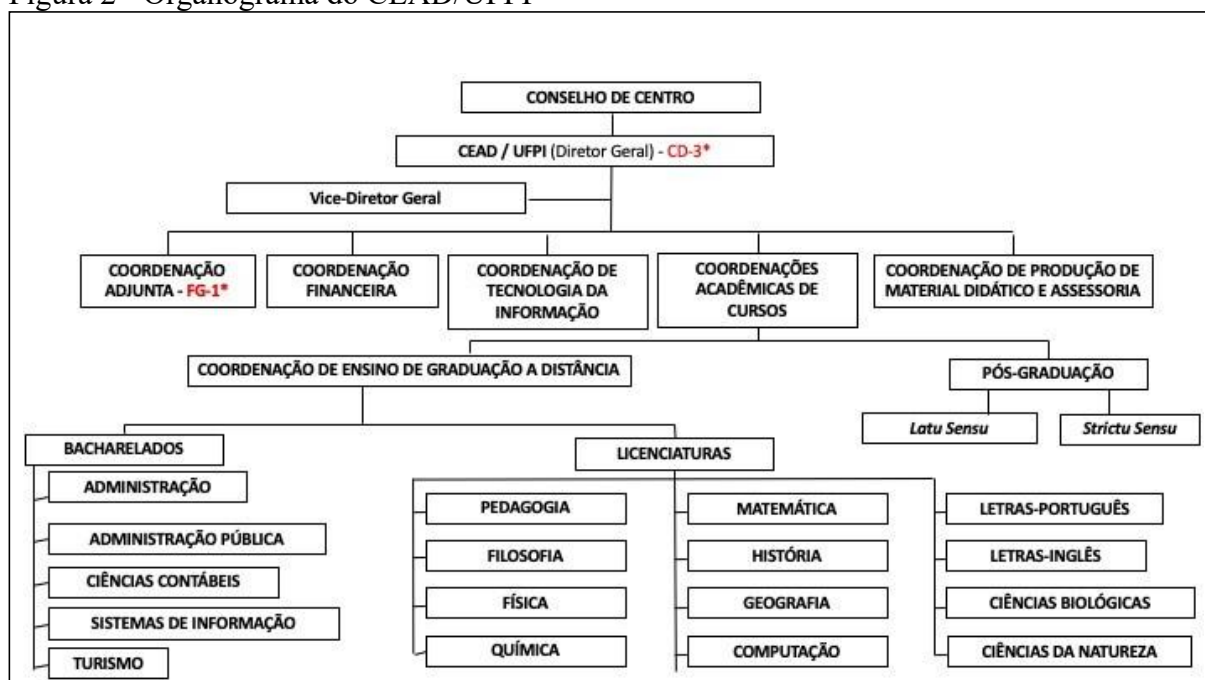 Figura 2 - Organograma do CEAD/UFPI
CONSELHO DE CENTRO
CEAD / UFPI (Diretor Geral) - CD-3*
Vice-Diretor Geral
COORDENAÇÃO
ADJUNTA - FG-1*
COORDENAÇÃO
FINANCEIRA
COORDENAÇÃO DE
TECNOLOGIA DA
INFORMAÇÃO
COORDENAÇÕES
ACADÊMICAS DE
CURSOS
COORDENAÇÃO DE PRODUÇÃO DE
MATERIAL DIDÁTICO E ASSESSORIA
COORDENAÇÃO DE ENSINO DE GRADUAÇÃO A DISTÂNCIA
PÓS-GRADUAÇÃO
Latu Sensu
Strictu Sensu
BACHARELADOS
ADMINISTRAÇÃO
ADMINISTRAÇÃO PÚBLICA
CIÊNCIAS CONTÁBEIS
SISTEMAS DE INFORMAÇÃO
TURISMO
LICENCIATURAS
PEDAGOGIA
FILOSOFIA
FÍSICA
QUÍMICA
MATEMÁTICA
HISTÓRIA
GEOGRAFIA
COMPUTAÇÃO
LETRAS-PORTUGUÊS
LETRAS-INGLÊS
CIÊNCIAS BIOLÓGICAS
CIÊNCIAS DA NATUREZA